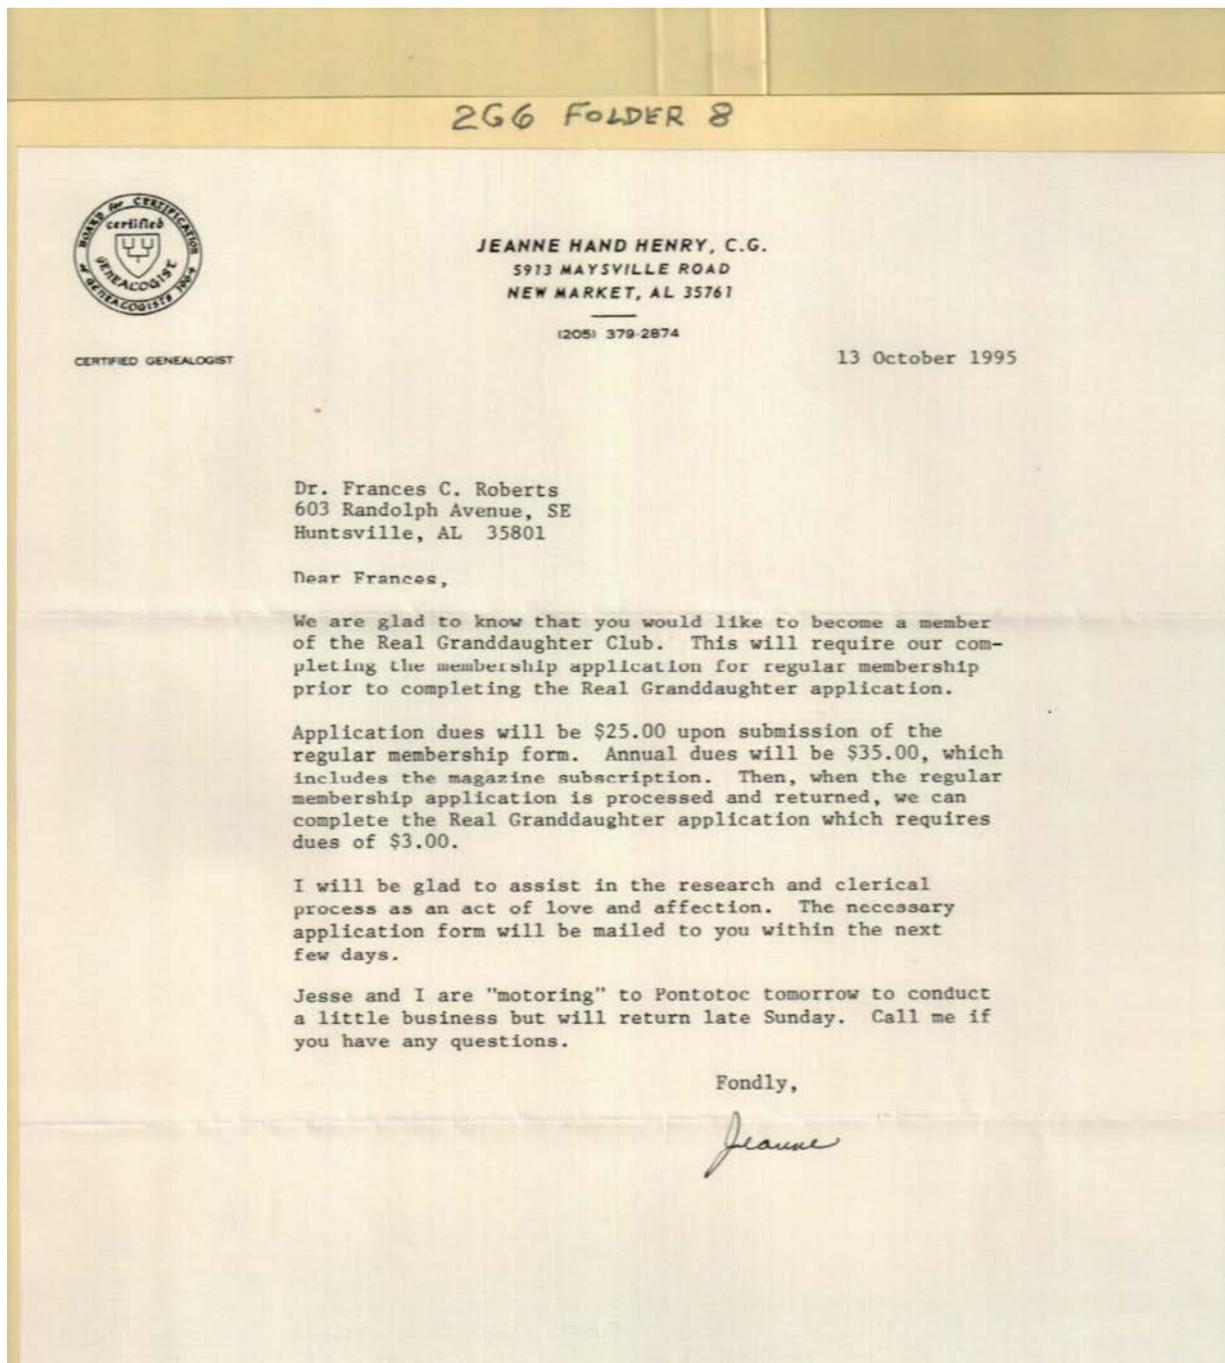 2G6 FOLDER 8
BOARD for CERTIFICATION
of GENEALOGISTS 1964
certified
GENEALOGIST
CERTIFIED GENEALOGIST
JEANNE HAND HENRY, C.G.
5913 MAYSVILLE ROAD
NEW MARKET, AL 35761
(205) 379-2874
13 October 1995
Dr. Frances C. Roberts
603 Randolph Avenue, SE
Huntsville, AL 35801
Dear Frances,
We are glad to know that you would like to become a member
of the Real Granddaughter Club. This will require our com-
pleting the membership application for regular membership
prior to completing the Real Granddaughter application.
Application dues will be $25.00 upon submission of the
regular membership form. Annual dues will be $35.00, which
includes the magazine subscription. Then, when the regular
membership application is processed and returned, we can
complete the Real Granddaughter application which requires
dues of $3.00.
I will be glad to assist in the research and clerical
process as an act of love and affection. The necessary
application form will be mailed to you within the next
few days.
Jesse and I are "motoring" to Pontotoc tomorrow to conduct
a little business but will return late Sunday. Call me if
you have any questions.
Fondly,
Jeanne